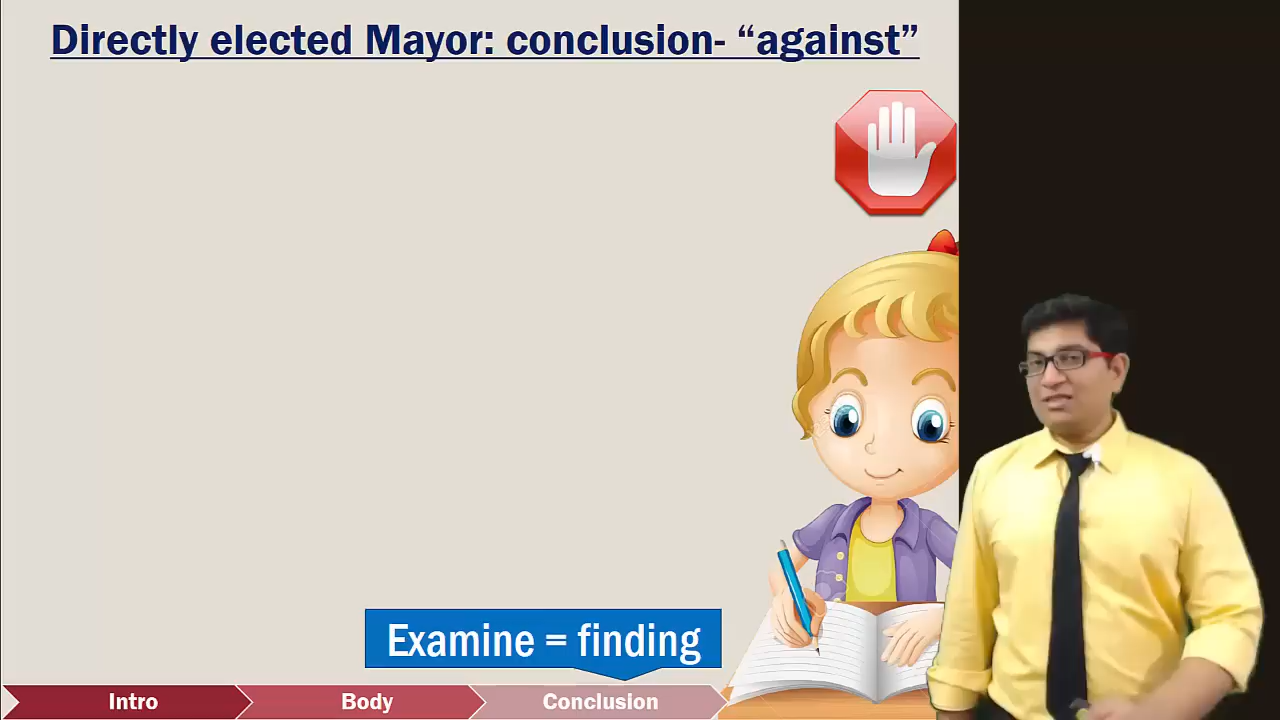 Directly elected Mayor: conclusion- “against”
Examine = finding
Intro
Body
Conclusion